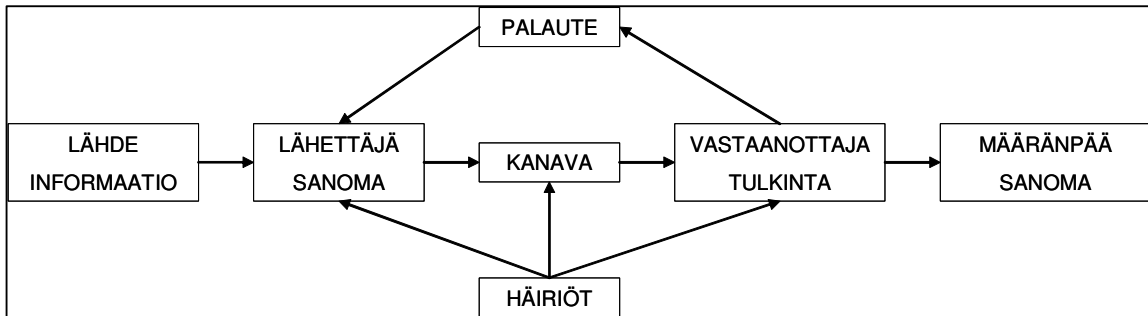 PALAUTE
LÄHDE
INFORMAATIO
LÄHETTÄJÄ
SANOMA
KANAVA
VASTAANOTTAJA
TULKINTA
MÄÄRÄNPÄÄ
SANOMA
HÄIRIÖT